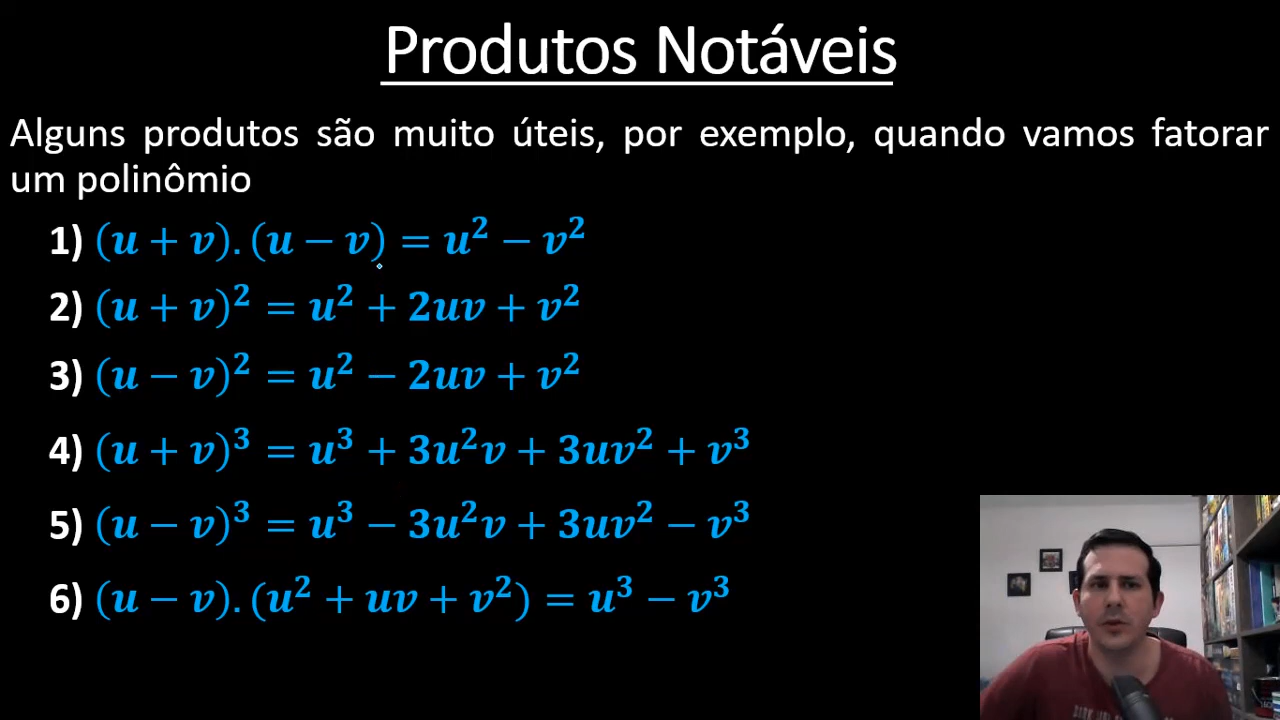 Produtos Notáveis
Alguns produtos são muito úteis, por exemplo, quando vamos fatorar
um polinômio
1) (u + v).(u − v) = u² − v²
2) (u + v)² = u² + 2uv + v²
3) (u − v)² = u² − 2uv + v²
4) (u + v)³ = u³ + 3u²v + 3uv² + v³
5) (u − v)³ = u³ − 3u²v + 3uv² − v³
6) (u − v).(u² + uv + v²) = u³ − v³